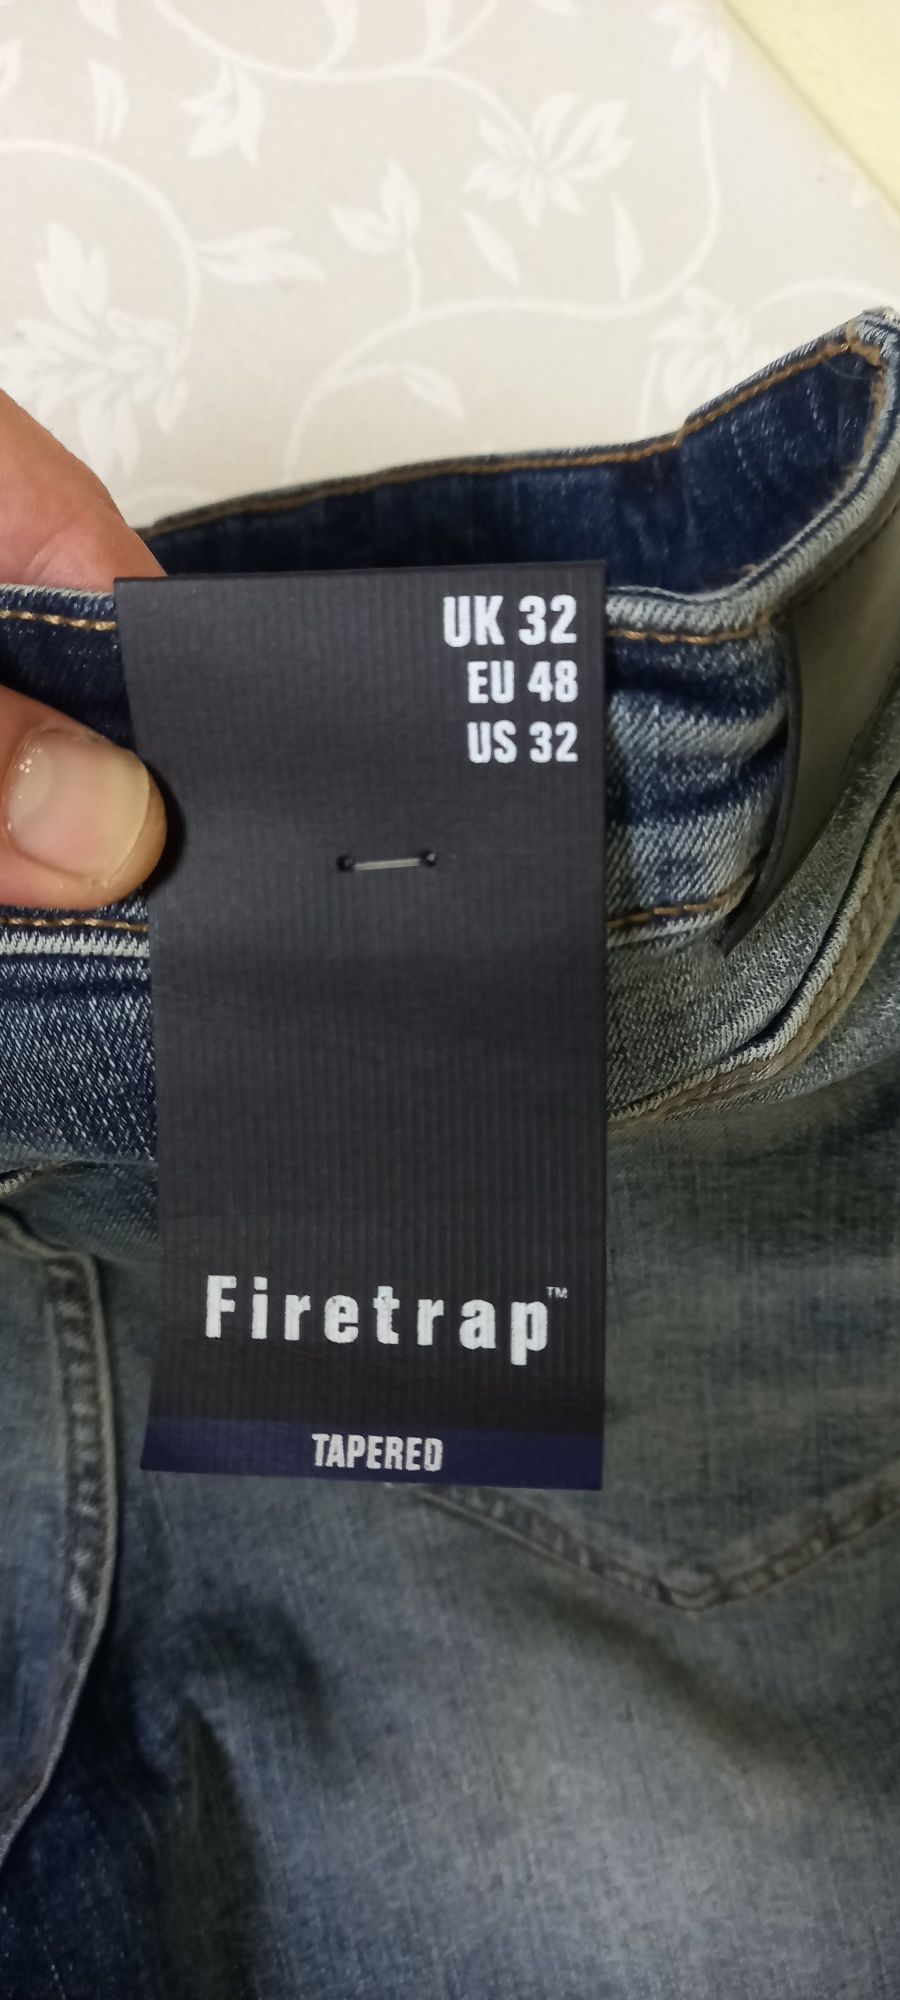 UK 32
EU 48
US 32
Firetrap™
TAPERED